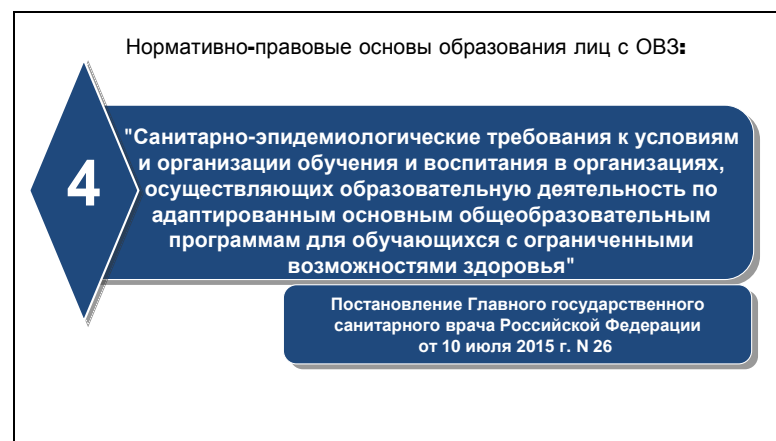 Нормативно-правовые основы образования лиц с ОВЗ:
4
"Санитарно-эпидемиологические требования к условиям
и организации обучения и воспитания в организациях,
осуществляющих образовательную деятельность по
адаптированным основным общеобразовательным
программам для обучающихся с ограниченными
возможностями здоровья"
Постановление Главного государственного
санитарного врача Российской Федерации
от 10 июля 2015 г. N 26